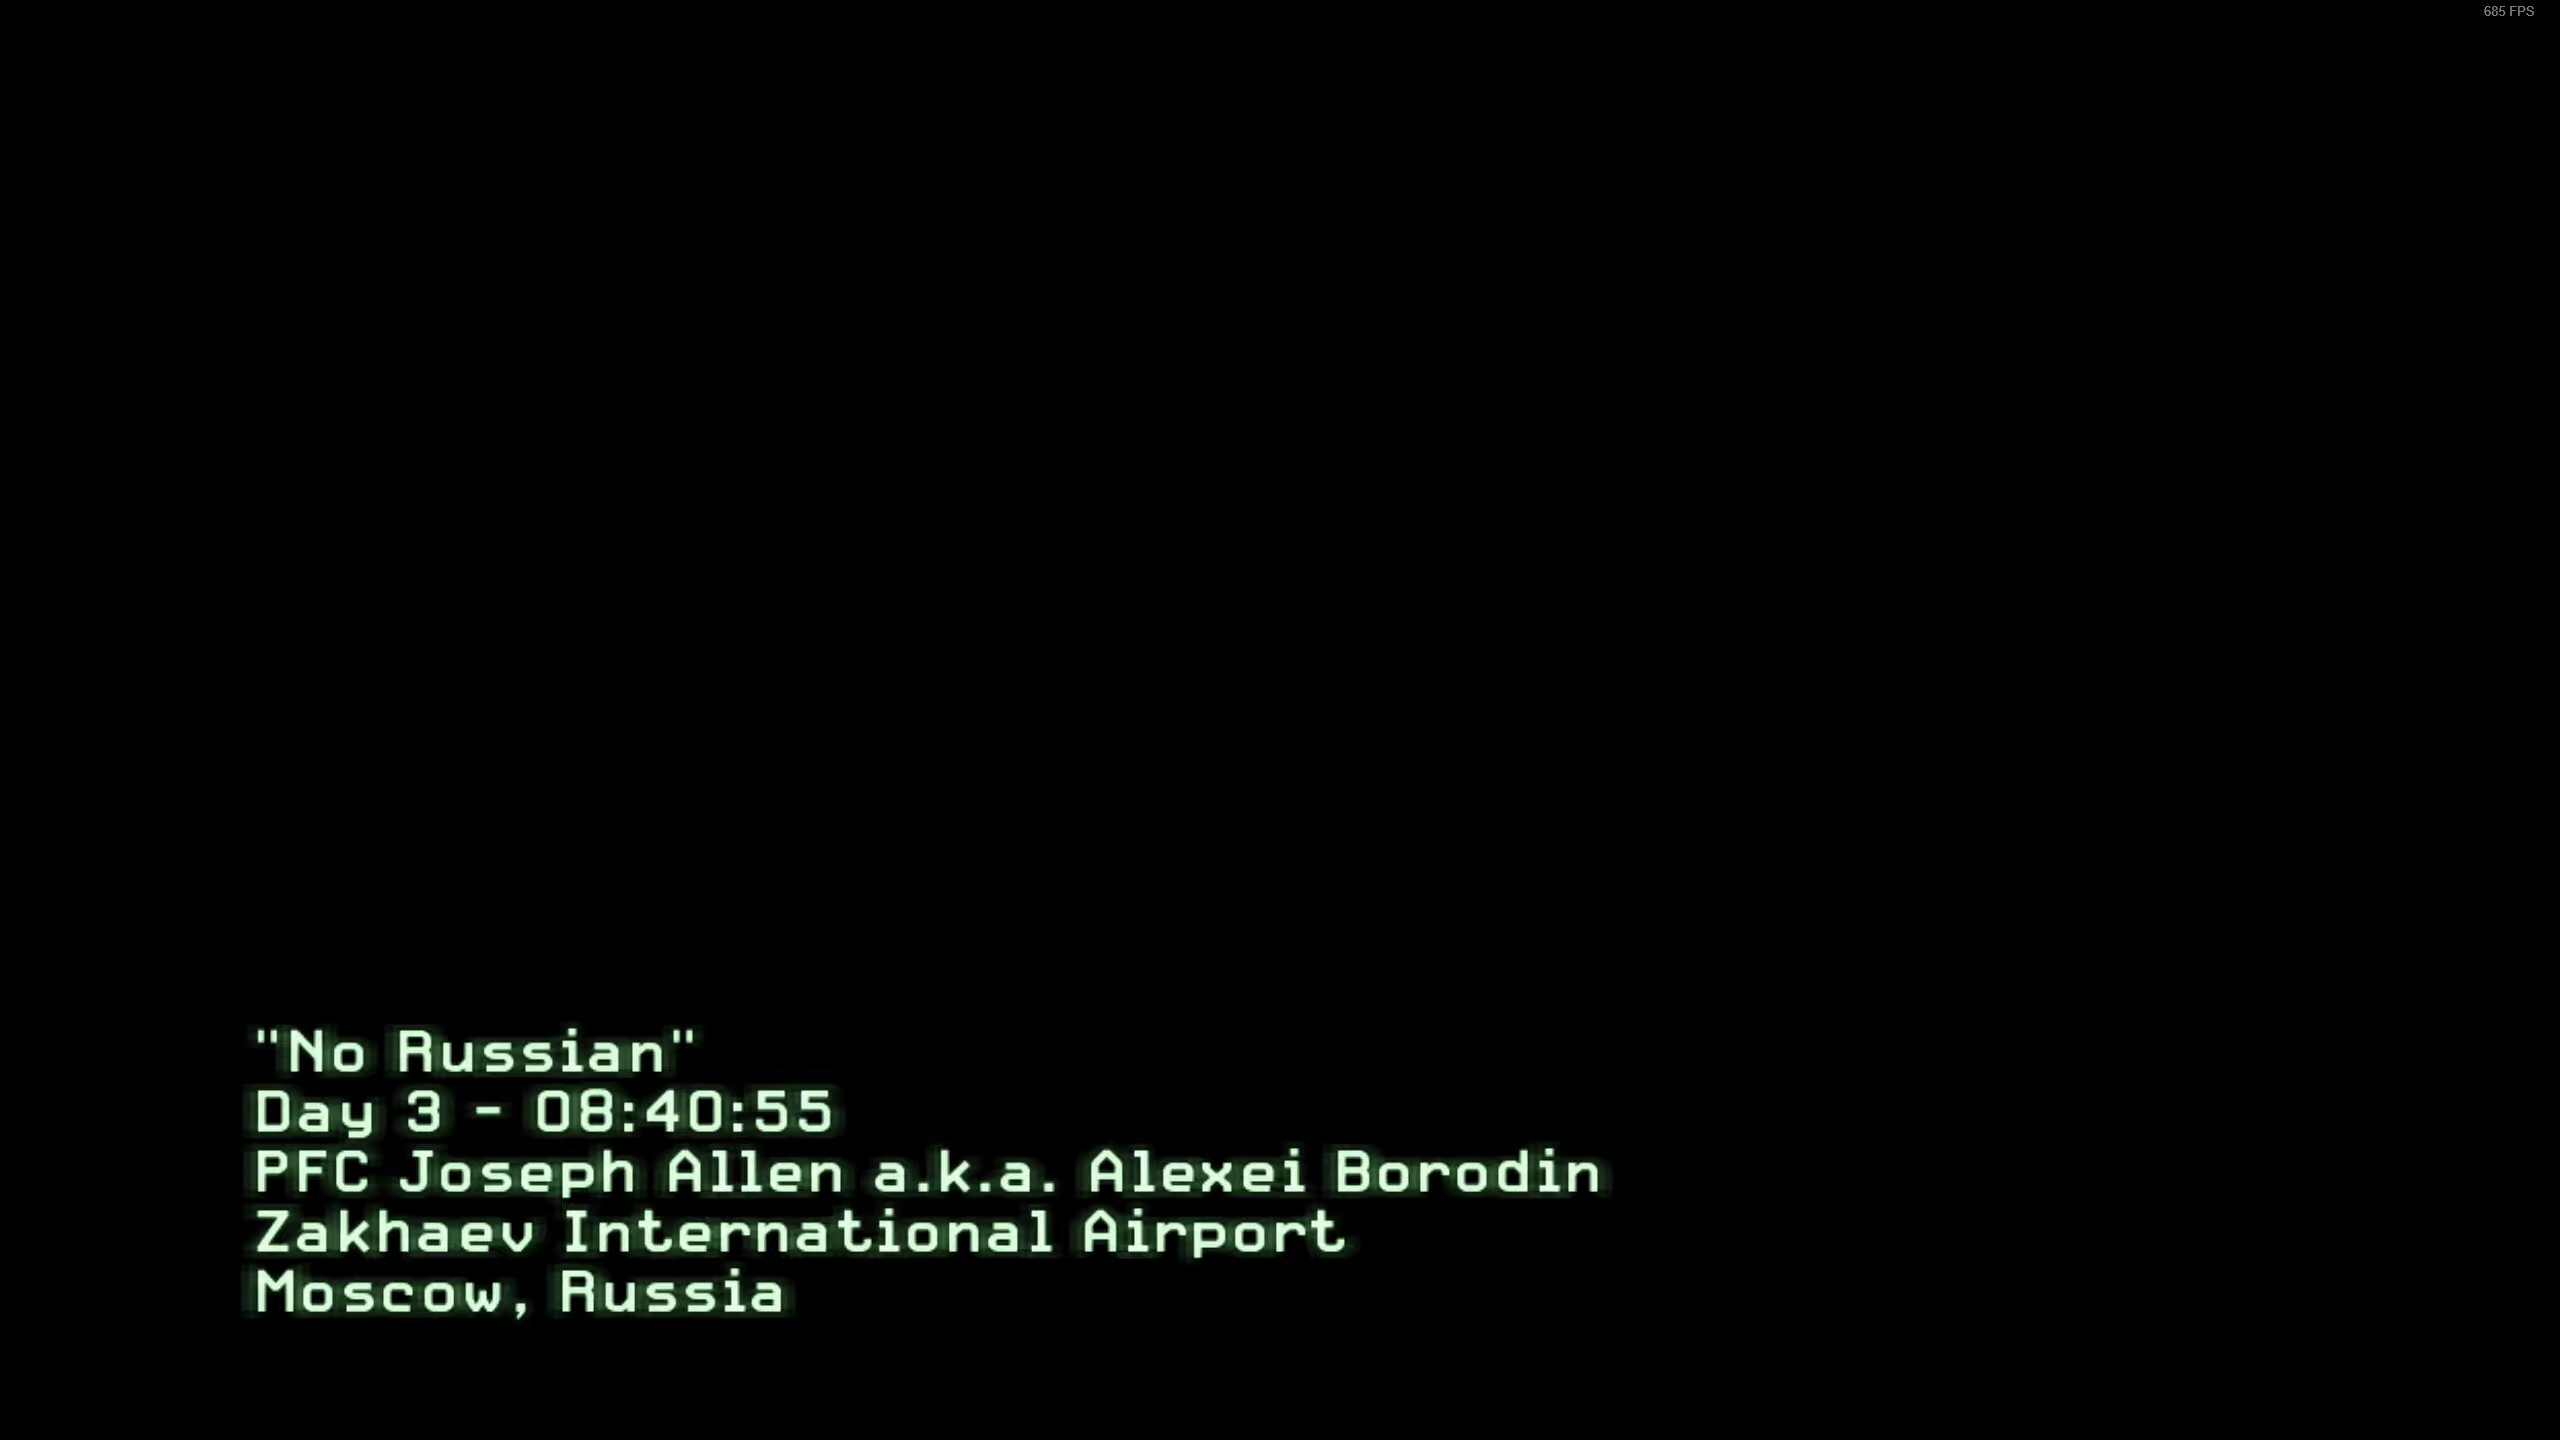 685 FPS
"No Russian"
Day 3 - 08:40:55
PFC Joseph Allen a.k.a. Alexei Borodin
Zakhaev International Airport
Moscow, Russia